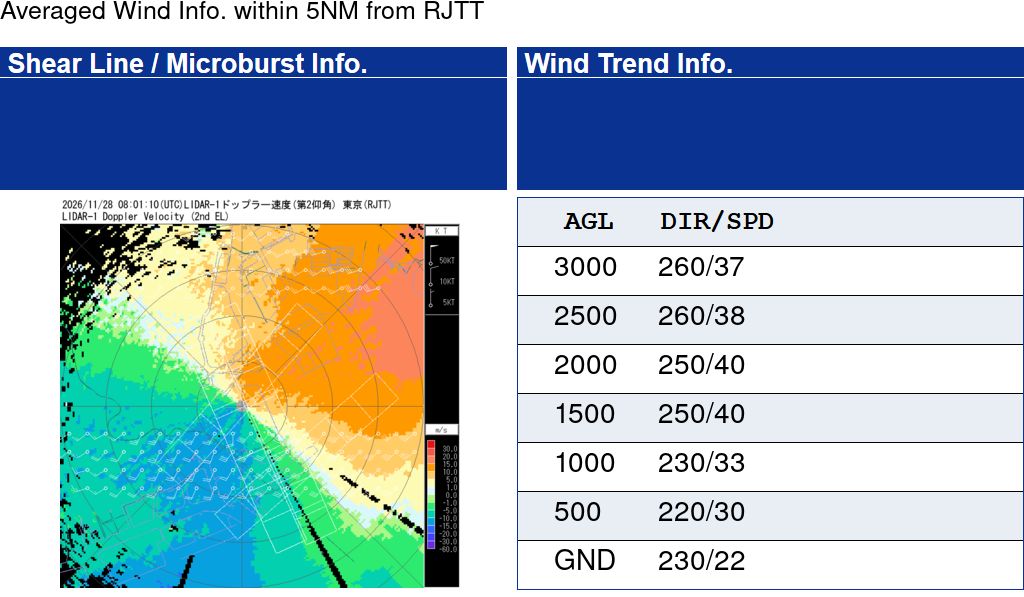 Averaged Wind Info. within 5NM from RJTT
Shear Line / Microburst Info.
Wind Trend Info.
2026/11/28 08:01:10(UTC)LIDAR-1ドップラー速度(第2仰角) 東京(RJTT)
LIDAR-1 Doppler Velocity (2nd EL)
KT
50KT
10KT
5KT
m/s
30.0
20.0
15.0
10.0
5.0
1.0
0.0
-1.0
-5.0
-10.0
-15.0
-20.0
-30.0
-60.0
AGL DIR/SPD
3000 260/37
2500 260/38
2000 250/40
1500 250/40
1000 230/33
500 220/30
GND 230/22